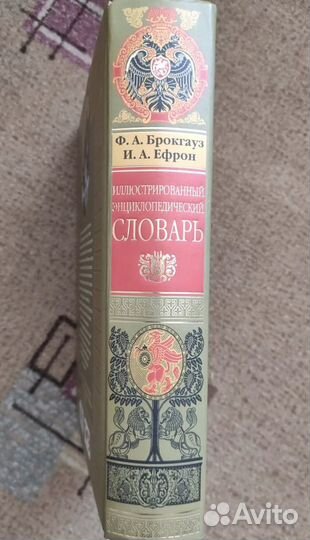 Ф. А. Брокгауз
И. А. Ефрон
ИЛЛЮСТРИРОВАННЫЙ
ЭНЦИКЛОПЕДИЧЕСКИЙ
СЛОВАРЬ
Avito